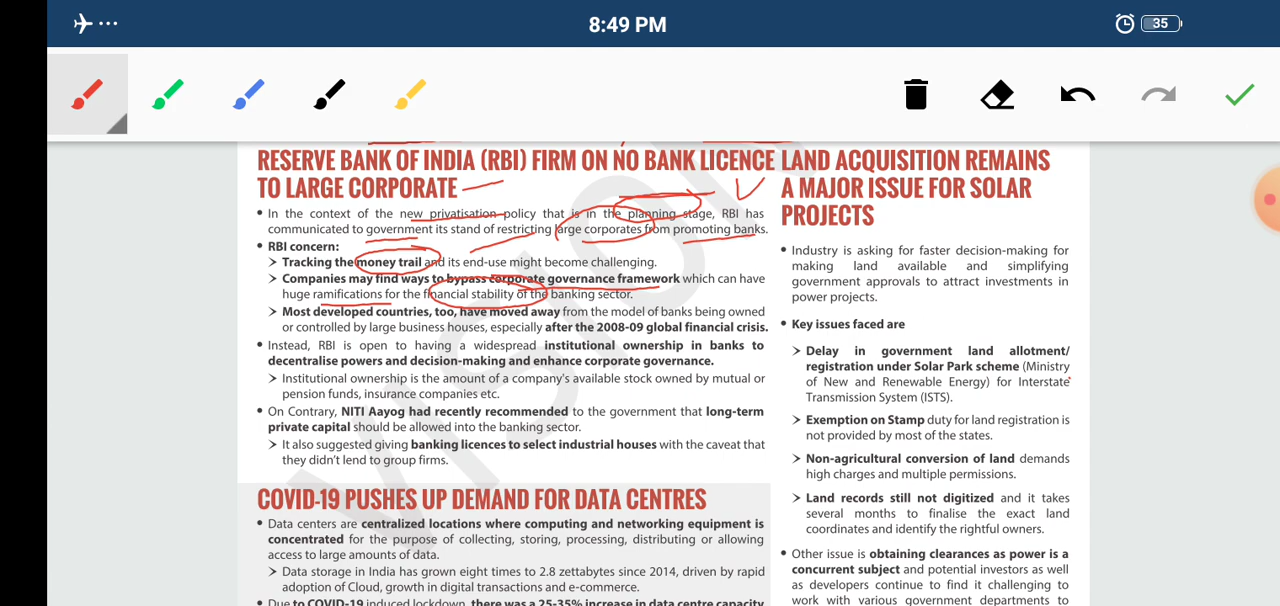 8:49 PM
35
RESERVE BANK OF INDIA (RBI) FIRM ON NO BANK LICENCE
TO LARGE CORPORATE
• In the context of the new privatisation policy that is in the planning stage, RBI has
communicated to government its stand of restricting large corporates from promoting banks.
• RBI concern:
➤ Tracking the money trail and its end-use might become challenging.
➤ Companies may find ways to bypass corporate governance framework which can have
huge ramifications for the financial stability of the banking sector.
➤ Most developed countries, too, have moved away from the model of banks being owned
or controlled by large business houses, especially after the 2008-09 global financial crisis.
• Instead, RBI is open to having a widespread institutional ownership in banks to
decentralise powers and decision-making and enhance corporate governance.
➤ Institutional ownership is the amount of a company's available stock owned by mutual or
pension funds, insurance companies etc.
• On Contrary, NITI Aayog had recently recommended to the government that long-term
private capital should be allowed into the banking sector.
➤ It also suggested giving banking licences to select industrial houses with the caveat that
they didn't lend to group firms.
COVID-19 PUSHES UP DEMAND FOR DATA CENTRES
• Data centers are centralized locations where computing and networking equipment is
concentrated for the purpose of collecting, storing, processing, distributing or allowing
access to large amounts of data.
➤ Data storage in India has grown eight times to 2.8 zettabytes since 2014, driven by rapid
adoption of Cloud, growth in digital transactions and e-commerce.
• Due to COVID-19 induced lockdown, there was a 25-35% increase in data centre capacity
LAND ACQUISITION REMAINS
A MAJOR ISSUE FOR SOLAR
PROJECTS
• Industry is asking for faster decision-making for
making land available and simplifying
government approvals to attract investments in
power projects.
• Key issues faced are
➤ Delay in government land allotment/
registration under Solar Park scheme (Ministry
of New and Renewable Energy) for Interstate
Transmission System (ISTS).
➤ Exemption on Stamp duty for land registration is
not provided by most of the states.
➤ Non-agricultural conversion of land demands
high charges and multiple permissions.
➤ Land records still not digitized and it takes
several months to finalise the exact land
coordinates and identify the rightful owners.
• Other issue is obtaining clearances as power is a
concurrent subject and potential investors as well
as developers continue to find it challenging to
work with various government departments to
VISION